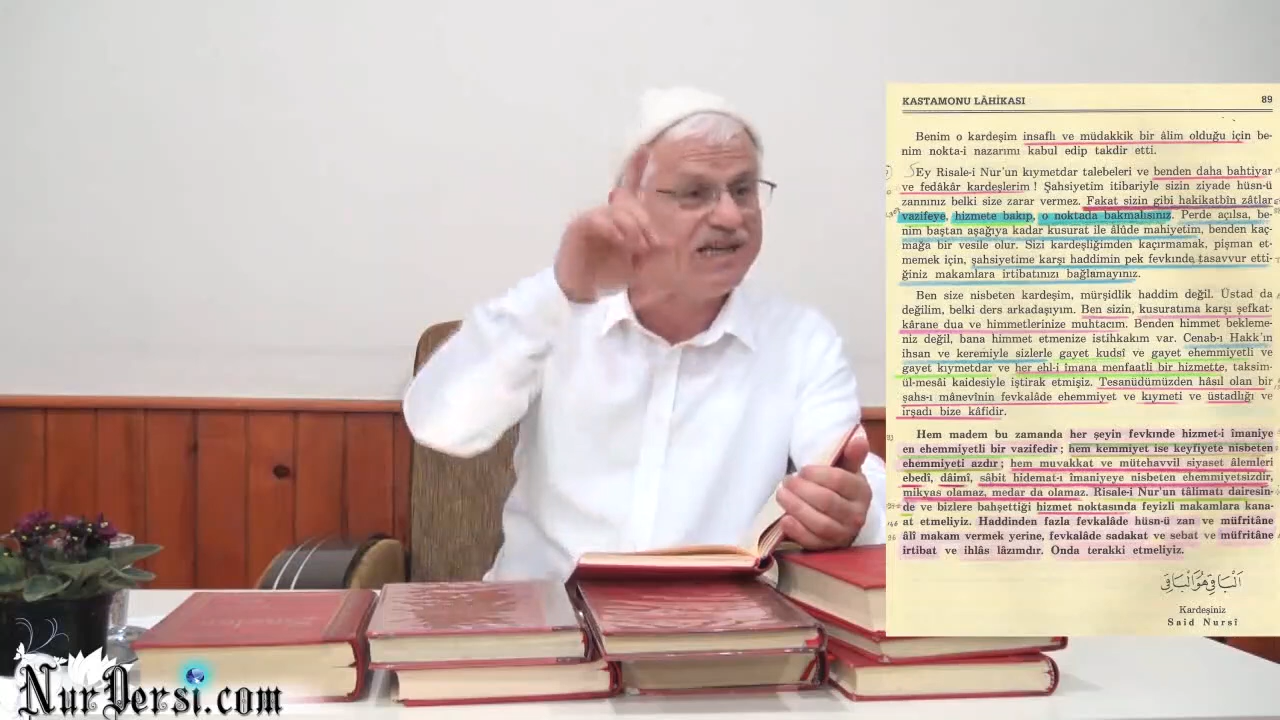 KASTAMONU LÂHİKASI 89
Benim o kardeşim insaflı ve müdakkik bir âlim olduğu için be-
nim nokta-i nazarımı kabul edip takdir etti.
Ey Risale-i Nur'un kıymetdar talebeleri ve benden daha bahtiyar
ve fedâkâr kardeşlerim! Şahsiyetim itibariyle sizin ziyade hüsn-ü
zannınız belki size zarar vermez. Fakat sizin gibi hakikatbîn zâtlar
vazifeye, hizmete bakıp, o noktada bakmalısınız. Perde açılsa, be-
nim baştan aşağıya kadar kusurat ile âlûde mahiyetim, benden kaç-
mağa bir vesile olur. Sizi kardeşliğimden kaçırmamak, pişman et-
memek için, şahsiyetime karşı haddimin pek fevkında tasavvur etti-
ğiniz makamlara irtibatınızı bağlamayınız.
Ben size nisbeten kardeşim, mürşidlik haddim değil. Üstad da
değilim, belki ders arkadaşıyım. Ben sizin, kusuratıma karşı şefkat-
kârane dua ve himmetlerinize muhtacım. Benden himmet bekleme-
niz değil, bana himmet etmenize istihkakım var. Cenab-ı Hakk'ın
ihsan ve keremiyle sizlerle gayet kudsî ve gayet ehemmiyetli ve
gayet kıymetdar ve her ehl-i îmana menfaatli bir hizmette, taksim-
ül-mesâi kaidesiyle iştirak etmişiz. Tesanüdümüzden hâsıl olan bir
şahs-ı mânevînin fevkalâde ehemmiyet ve kıymeti ve üstadlığı ve
irşadı bize kâfidir.
Hem madem bu zamanda her şeyin fevkınde hizmet-i îmaniye
en ehemmiyetli bir vazifedir; hem kemmiyet ise keyfiyete nisbeten
ehemmiyeti azdır; hem muvakkat ve mütehavvil siyaset âlemleri
ebedî, dâimî, sâbit hidemat-ı îmaniyeye nisbeten ehemmiyetsizdir,
mikyas olamaz, medar da olamaz. Risale-i Nur'un tâlimatı dairesin-
de ve bizlere bahşettiği hizmet noktasında feyizli makamlara kana-
at etmeliyiz. Haddinden fazla fevkalâde hüsn-ü zan ve müfritâne
âlî makam vermek yerine, fevkalâde sadakat ve sebat ve müfritâne
irtibat ve ihlâs lâzımdır. Onda terakki etmeliyiz.
اَلْبَاقِى هُوَ الْبَاقِى
Kardeşiniz
Said Nursî
NurDersi.com